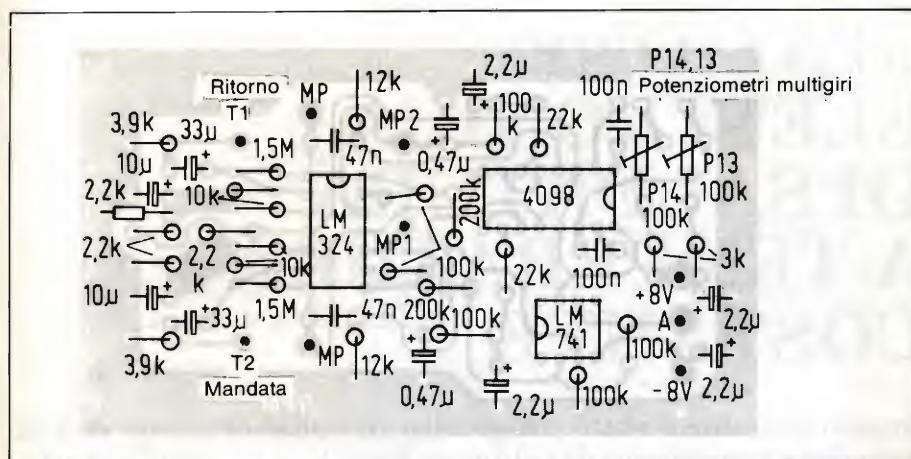 P14,13
100n Potenziometri multigiri
2,2µ
12k
Ritorno
T1
MP
MP2
100
k
22k
3,9k
33µ
10µ
1,5M
47n
0,47µ
P13
100k
2,2k
10k
LM
324
200k
4098
P14
100k
MP1
2,2k
2,2
k
10k
100k
22k
100n
3k
10µ
33µ
1,5M
47n
200k
100k
LM
741
+8V
A
2,2µ
3,9k
T2
MP
12k
100k
Mandata
0,47µ
2,2µ
100k
-8V
2,2µ